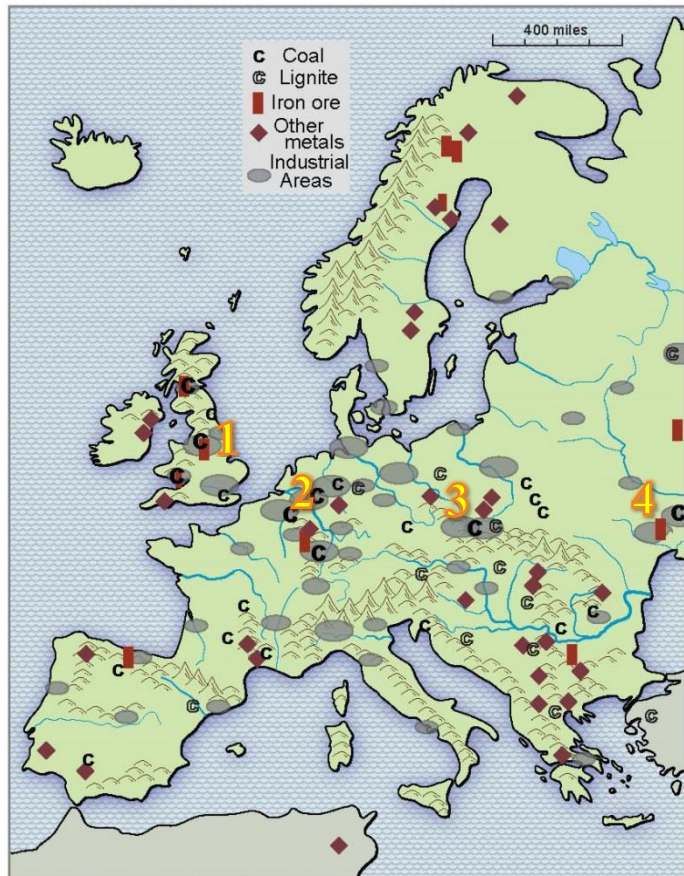 400 miles
C Coal
C Lignite
Iron ore
Other
metals
Industrial
Areas
1
2
3
4